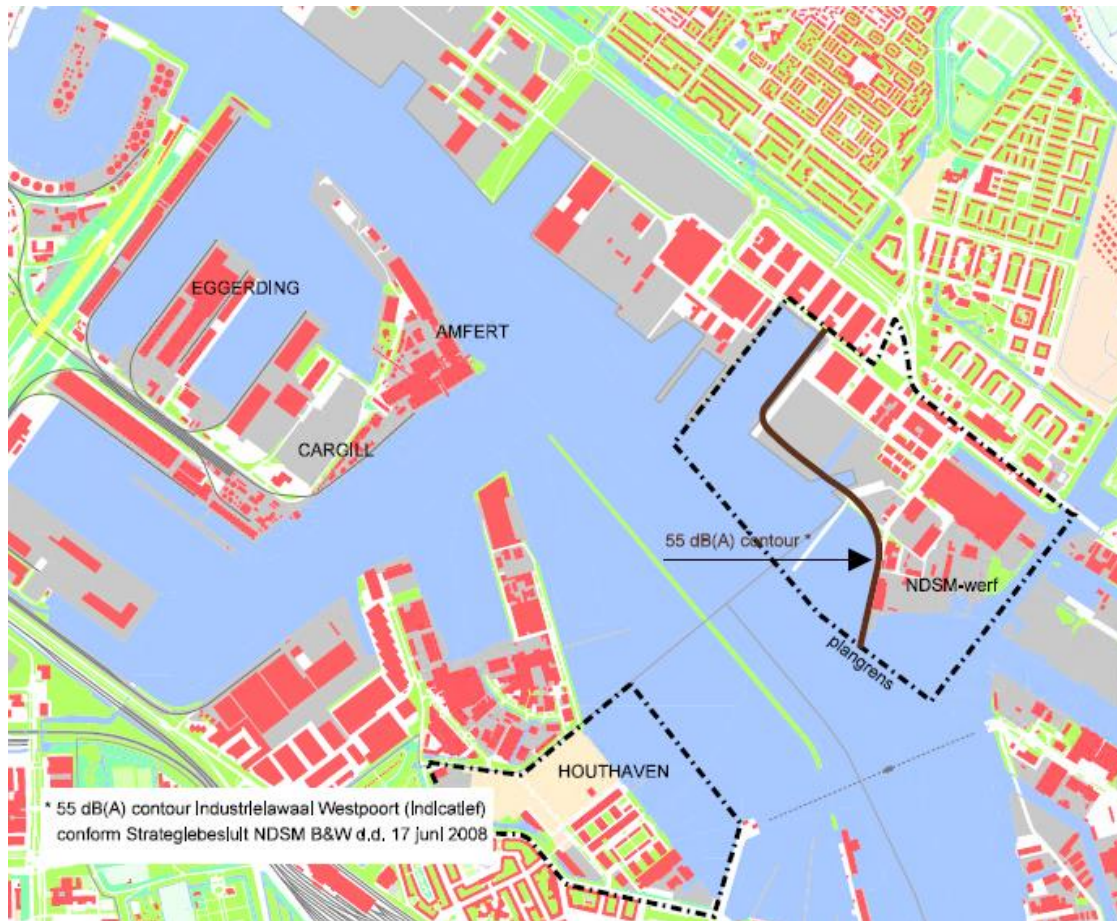 EGGERDING
AMFERT
CARGILL
55 dB(A) contour *
NDSM-werf
plangrens
HOUTHAVEN
* 55 dB(A) contour Industrielawaai Westpoort (Indicatief)
conform Strategiebesluit NDSM B&W d.d. 17 juni 2008